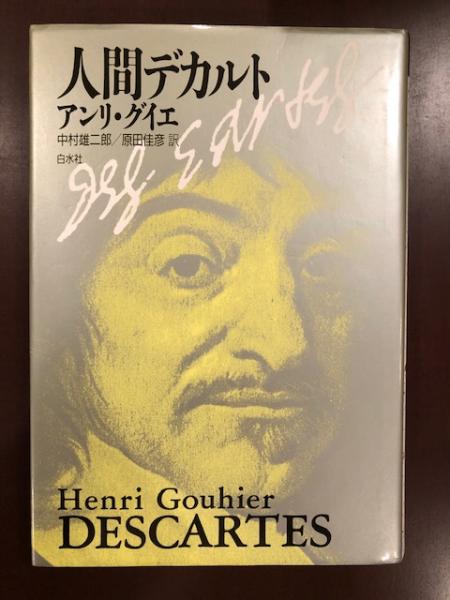 人間デカルト
アンリ・グイエ
中村雄二郎／原田佳彦 訳
白水社
Henri Gouhier
DESCARTES